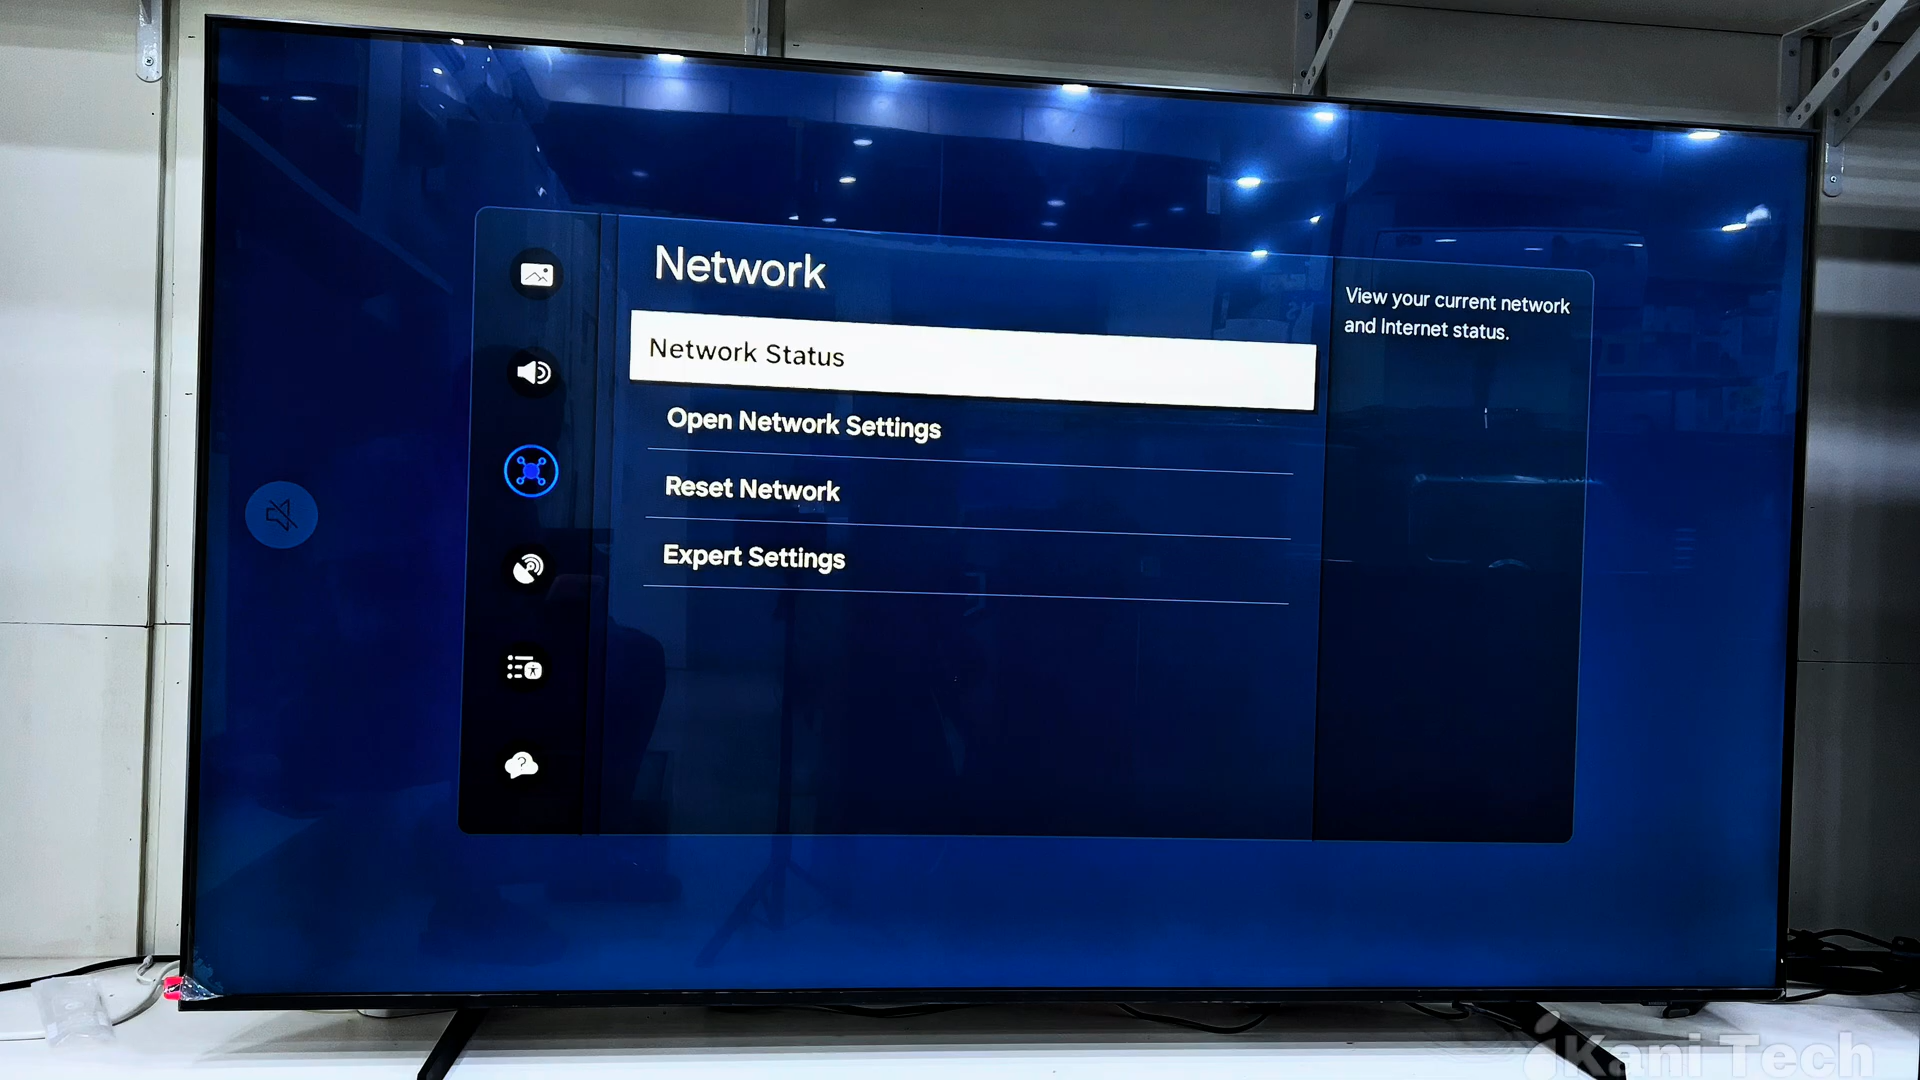 Network
Network Status
Open Network Settings
Reset Network
Expert Settings
View your current network
and Internet status.
Kani Tech